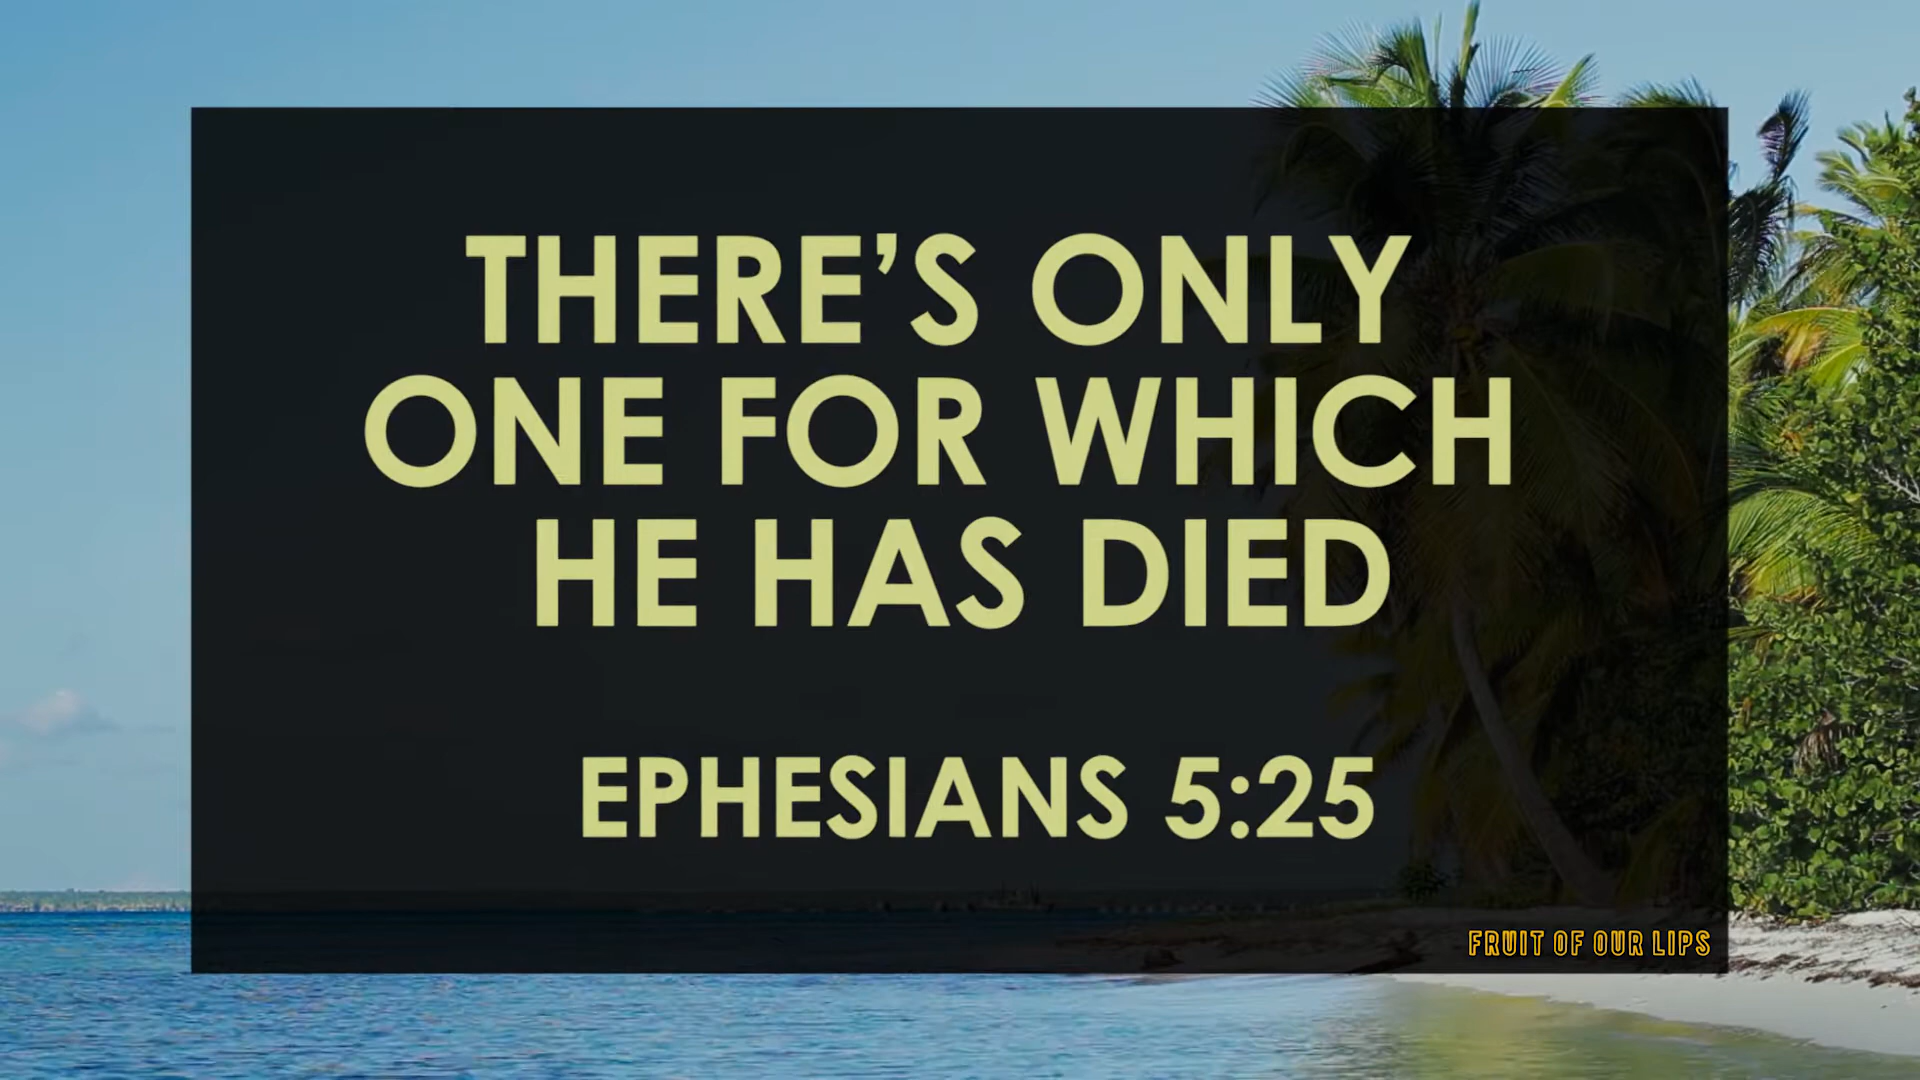 THERE’S ONLY
ONE FOR WHICH
HE HAS DIED
EPHESIANS 5:25
FRUIT OF OUR LIPS